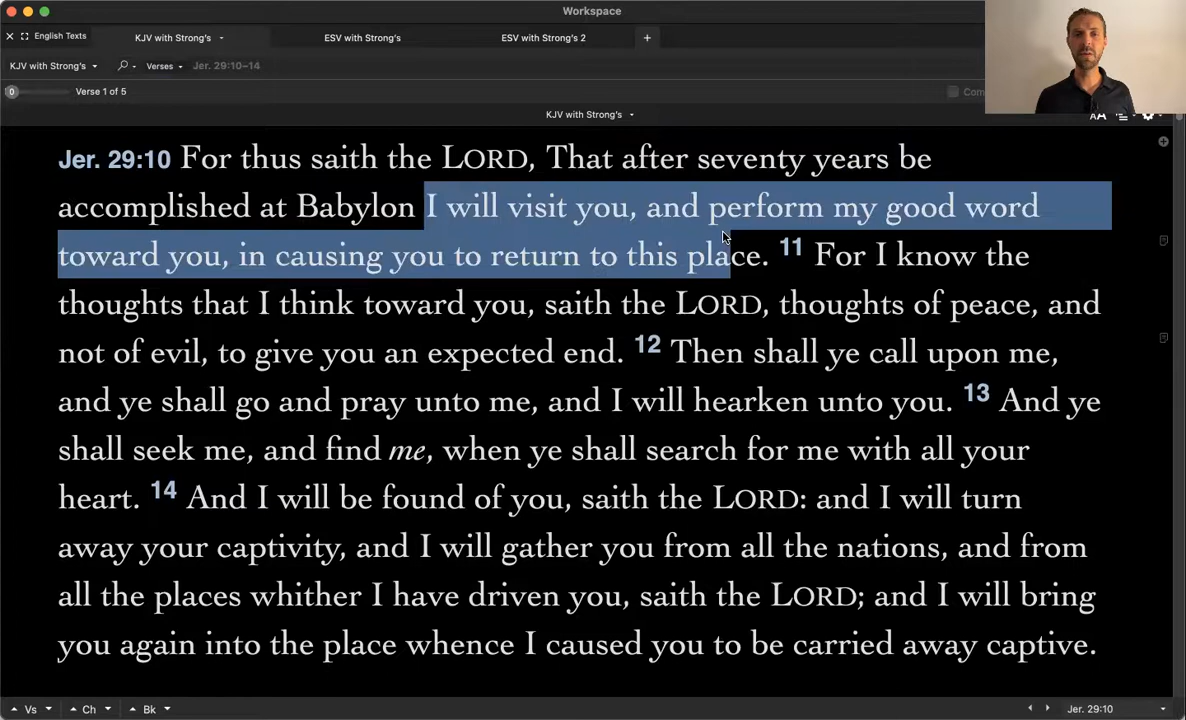 Workspace
English Texts KJV with Strong's ESV with Strong's ESV with Strong's 2 +
KJV with Strong's Verses Jer. 29:10–14
0 Verse 1 of 5 Com
KJV with Strong's
AA
Jer. 29:10 For thus saith the LORD, That after seventy years be
accomplished at Babylon I will visit you, and perform my good word
toward you, in causing you to return to this place. 11 For I know the
thoughts that I think toward you, saith the LORD, thoughts of peace, and
not of evil, to give you an expected end. 12 Then shall ye call upon me,
and ye shall go and pray unto me, and I will hearken unto you. 13 And ye
shall seek me, and find me, when ye shall search for me with all your
heart. 14 And I will be found of you, saith the LORD: and I will turn
away your captivity, and I will gather you from all the nations, and from
all the places whither I have driven you, saith the LORD; and I will bring
you again into the place whence I caused you to be carried away captive.
Vs Ch Bk Jer. 29:10